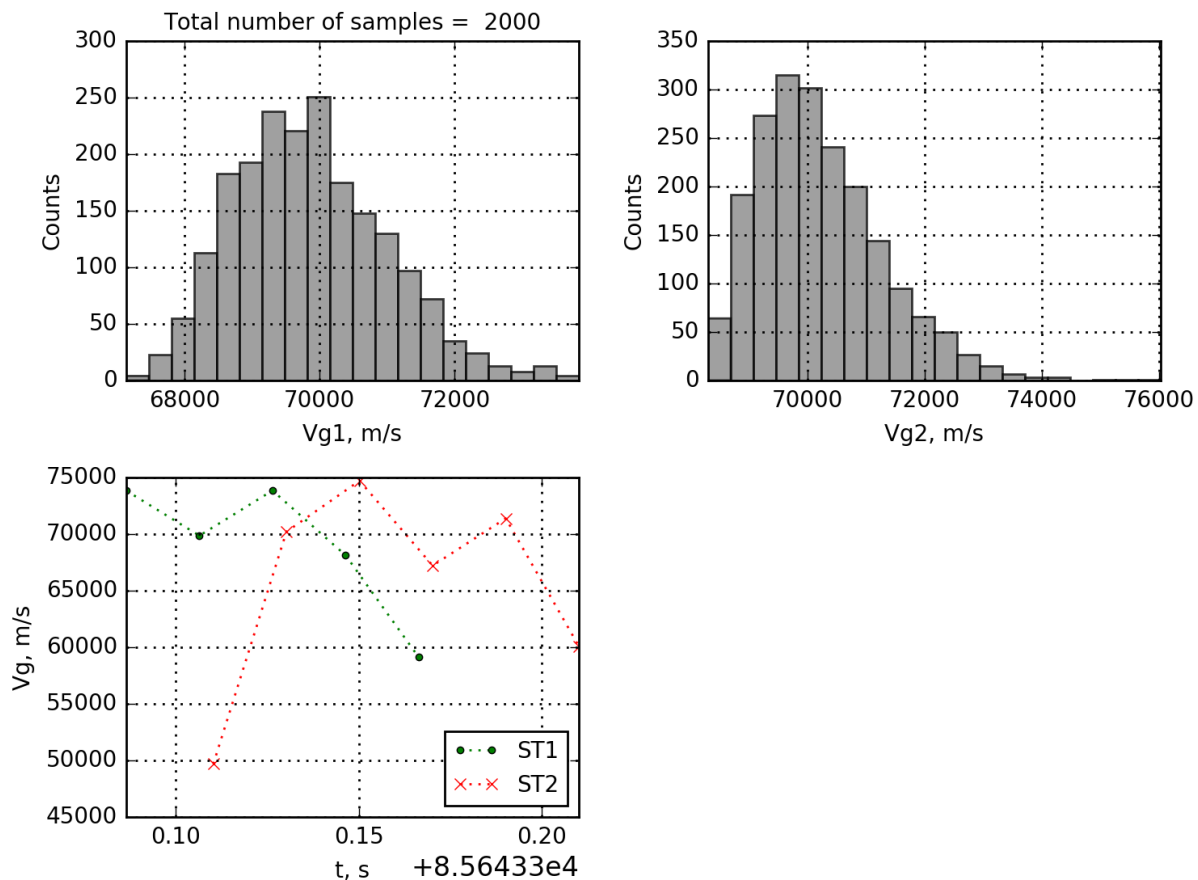 Total number of samples =  2000
300
250
200
150
100
50
0
Counts
68000 70000 72000
Vg1, m/s
350
300
250
200
150
100
50
0
Counts
70000 72000 74000 76000
Vg2, m/s
75000
70000
65000
60000
55000
50000
45000
Vg, m/s
ST1
ST2
0.10 0.15 0.20
t, s +8.56433e4